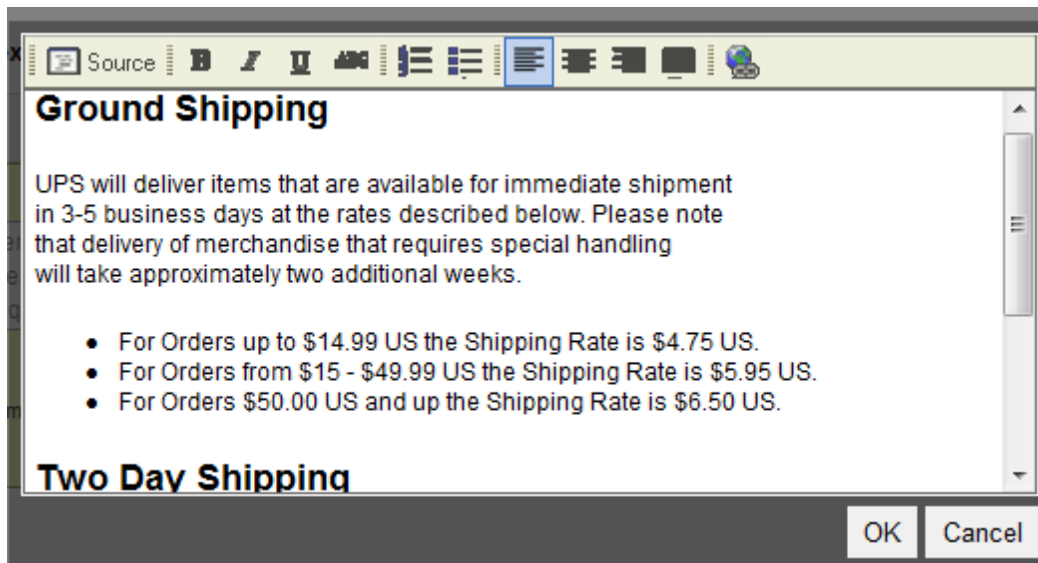 Source B I U ABC
Ground Shipping
UPS will deliver items that are available for immediate shipment
in 3-5 business days at the rates described below. Please note
that delivery of merchandise that requires special handling
will take approximately two additional weeks.
● For Orders up to $14.99 US the Shipping Rate is $4.75 US.
● For Orders from $15 - $49.99 US the Shipping Rate is $5.95 US.
● For Orders $50.00 US and up the Shipping Rate is $6.50 US.
Two Day Shipping
OK Cancel